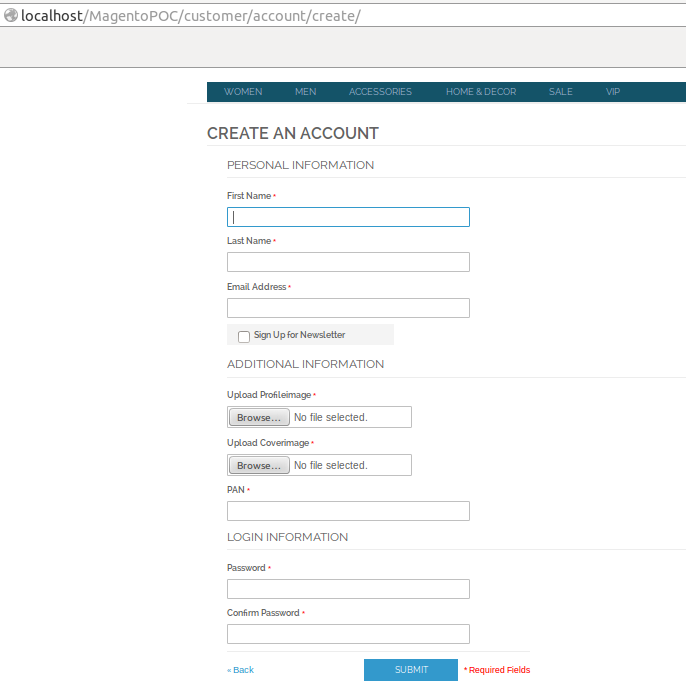 localhost/MagentoPOC/customer/account/create/
WOMEN MEN ACCESSORIES HOME & DECOR SALE VIP
CREATE AN ACCOUNT
PERSONAL INFORMATION
First Name *
Last Name *
Email Address *
Sign Up for Newsletter
ADDITIONAL INFORMATION
Upload Profileimage *
Browse... No file selected.
Upload Coverimage *
Browse... No file selected.
PAN *
LOGIN INFORMATION
Password *
Confirm Password *
« Back SUBMIT * Required Fields